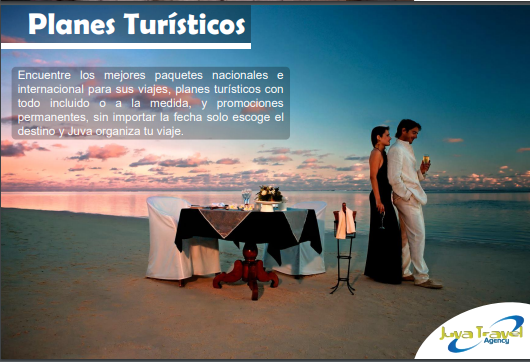 Planes Turísticos
Encuentre los mejores paquetes nacionales e
internacional para sus viajes, planes turísticos con
todo incluido o a la medida, y promociones
permanentes, sin importar la fecha solo escoge el
destino y Juva organiza tu viaje.
Juva Travel
Agency